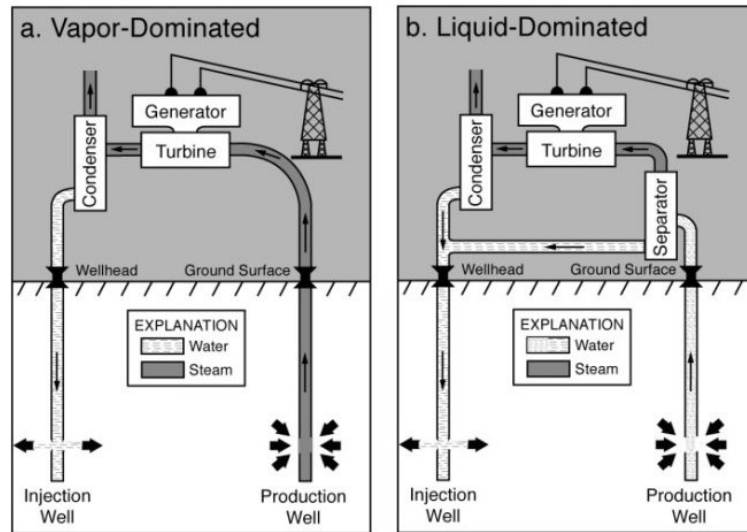 a. Vapor-Dominated
Generator
Turbine
Condenser
Wellhead
Ground Surface
EXPLANATION
Water
Steam
Injection
Well
Production
Well
b. Liquid-Dominated
Generator
Turbine
Condenser
Separator
Wellhead
Ground Surface
EXPLANATION
Water
Steam
Injection
Well
Production
Well